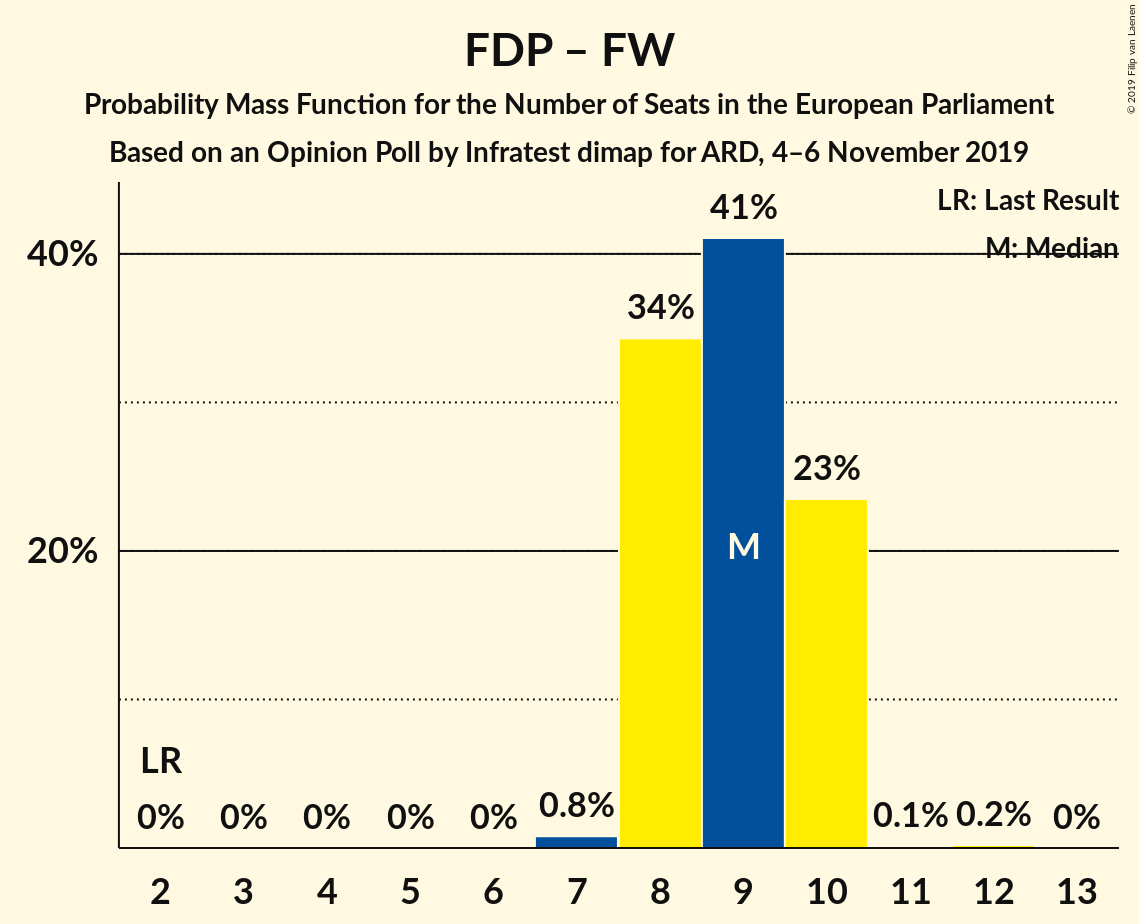 FDP – FW
Probability Mass Function for the Number of Seats in the European Parliament
Based on an Opinion Poll by Infratest dimap for ARD, 4–6 November 2019
© 2019 Filip van Laenen
LR: Last Result
M: Median
40%
20%
41%
34%
23%
M
LR
0%
0%
0%
0%
0%
0.8%
0.1%
0.2%
0%
2 3 4 5 6 7 8 9 10 11 12 13